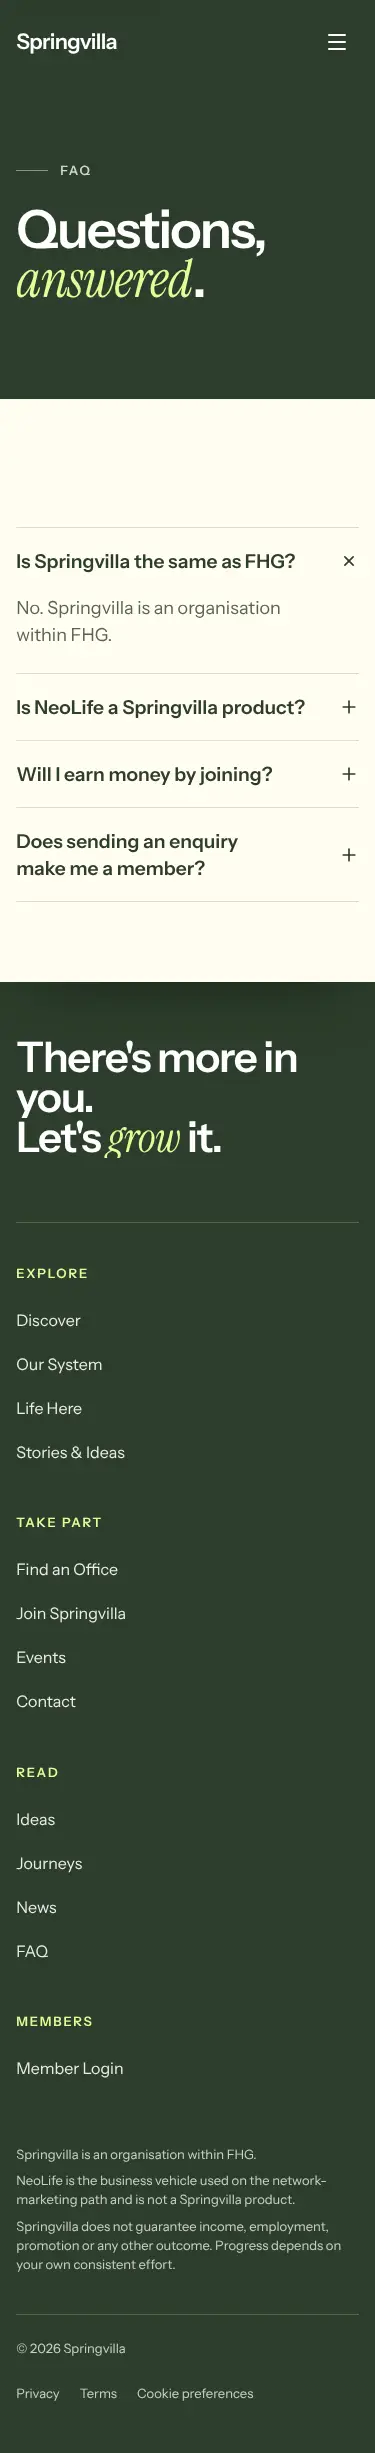 Springvilla
FAQ
Questions,
answered.
Is Springvilla the same as FHG?
No. Springvilla is an organisation
within FHG.
Is NeoLife a Springvilla product?
Will I earn money by joining?
Does sending an enquiry
make me a member?
There's more in
you.
Let's grow it.
EXPLORE
Discover
Our System
Life Here
Stories & Ideas
TAKE PART
Find an Office
Join Springvilla
Events
Contact
READ
Ideas
Journeys
News
FAQ
MEMBERS
Member Login
Springvilla is an organisation within FHG.
NeoLife is the business vehicle used on the network-
marketing path and is not a Springvilla product.
Springvilla does not guarantee income, employment,
promotion or any other outcome. Progress depends on
your own consistent effort.
© 2026 Springvilla
Privacy Terms Cookie preferences